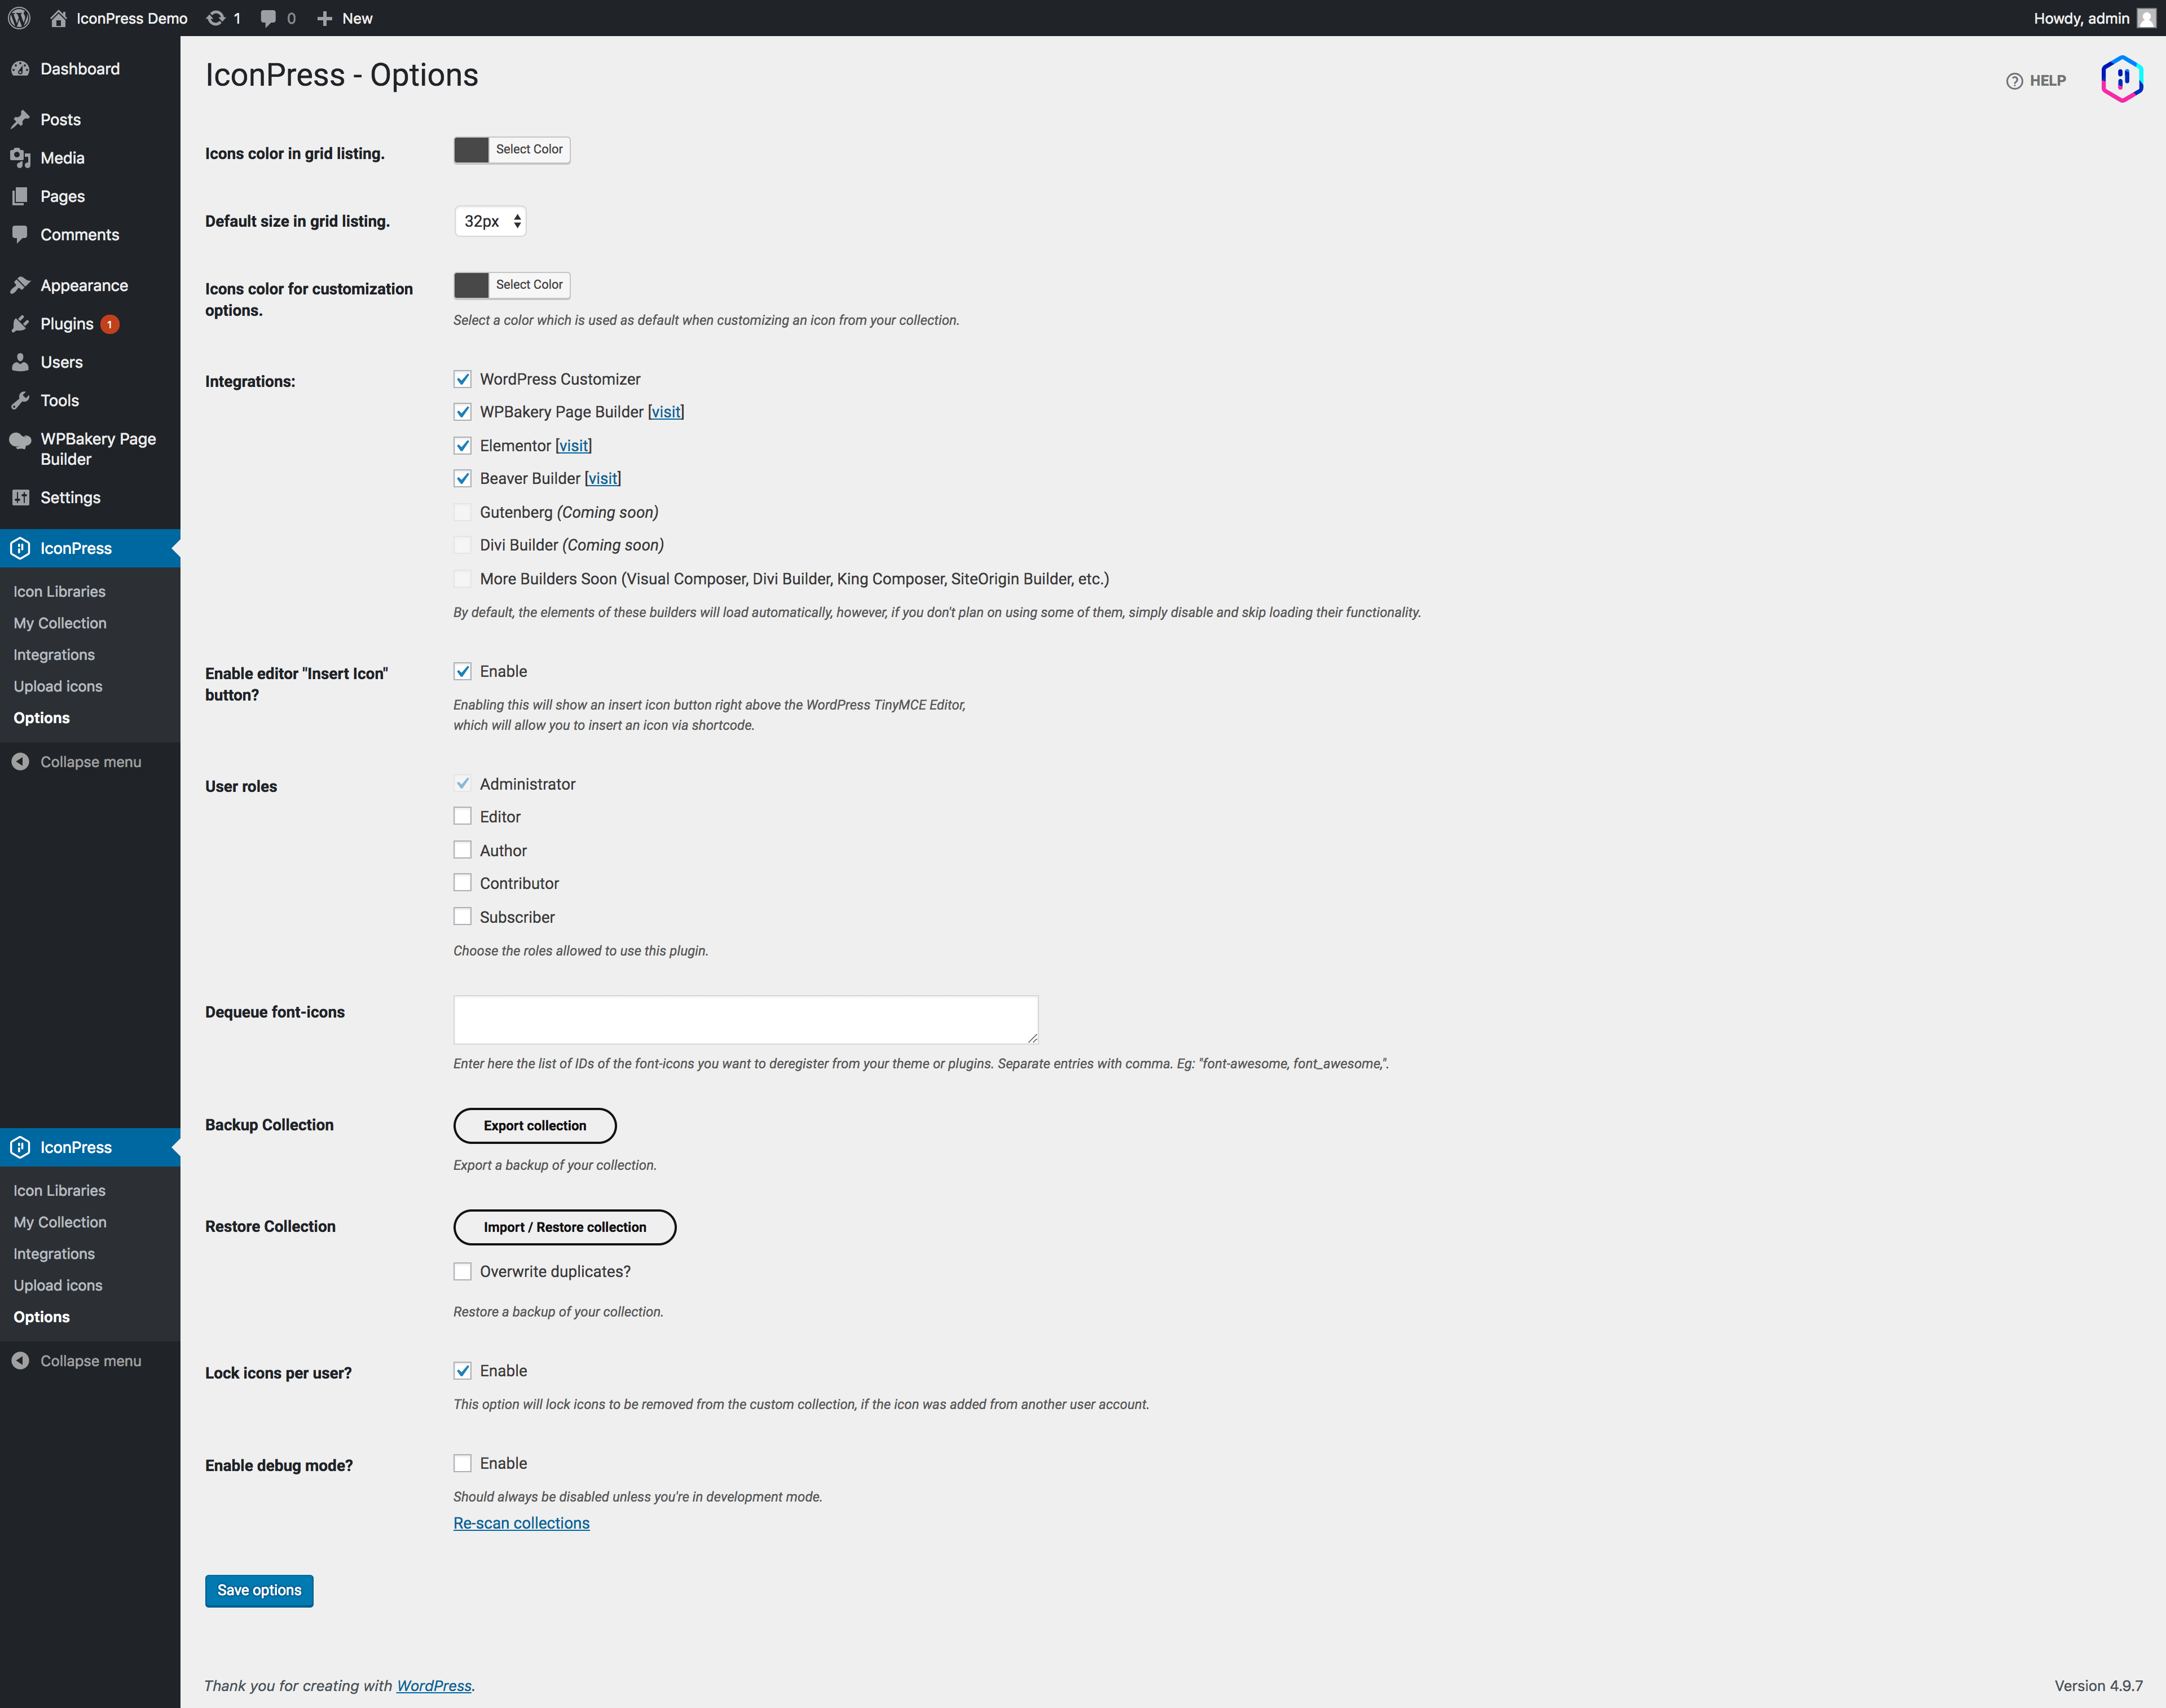 IconPress Demo 1 0 New Howdy, admin
Dashboard
Posts
Media
Pages
Comments
Appearance
Plugins 1
Users
Tools
WPBakery Page
Builder
Settings
IconPress
Icon Libraries
My Collection
Integrations
Upload icons
Options
Collapse menu
IconPress
Icon Libraries
My Collection
Integrations
Upload icons
Options
Collapse menu
IconPress - Options
HELP
Icons color in grid listing.
Select Color
Default size in grid listing.
32px
Icons color for customization
options.
Select Color
Select a color which is used as default when customizing an icon from your collection.
Integrations:
WordPress Customizer
WPBakery Page Builder [visit]
Elementor [visit]
Beaver Builder [visit]
Gutenberg (Coming soon)
Divi Builder (Coming soon)
More Builders Soon (Visual Composer, Divi Builder, King Composer, SiteOrigin Builder, etc.)
By default, the elements of these builders will load automatically, however, if you don't plan on using some of them, simply disable and skip loading their functionality.
Enable editor "Insert Icon"
button?
Enable
Enabling this will show an insert icon button right above the WordPress TinyMCE Editor,
which will allow you to insert an icon via shortcode.
User roles
Administrator
Editor
Author
Contributor
Subscriber
Choose the roles allowed to use this plugin.
Dequeue font-icons
Enter here the list of IDs of the font-icons you want to deregister from your theme or plugins. Separate entries with comma. Eg: "font-awesome, font_awesome,".
Backup Collection
Export collection
Export a backup of your collection.
Restore Collection
Import / Restore collection
Overwrite duplicates?
Restore a backup of your collection.
Lock icons per user?
Enable
This option will lock icons to be removed from the custom collection, if the icon was added from another user account.
Enable debug mode?
Enable
Should always be disabled unless you're in development mode.
Re-scan collections
Save options
Thank you for creating with WordPress.
Version 4.9.7